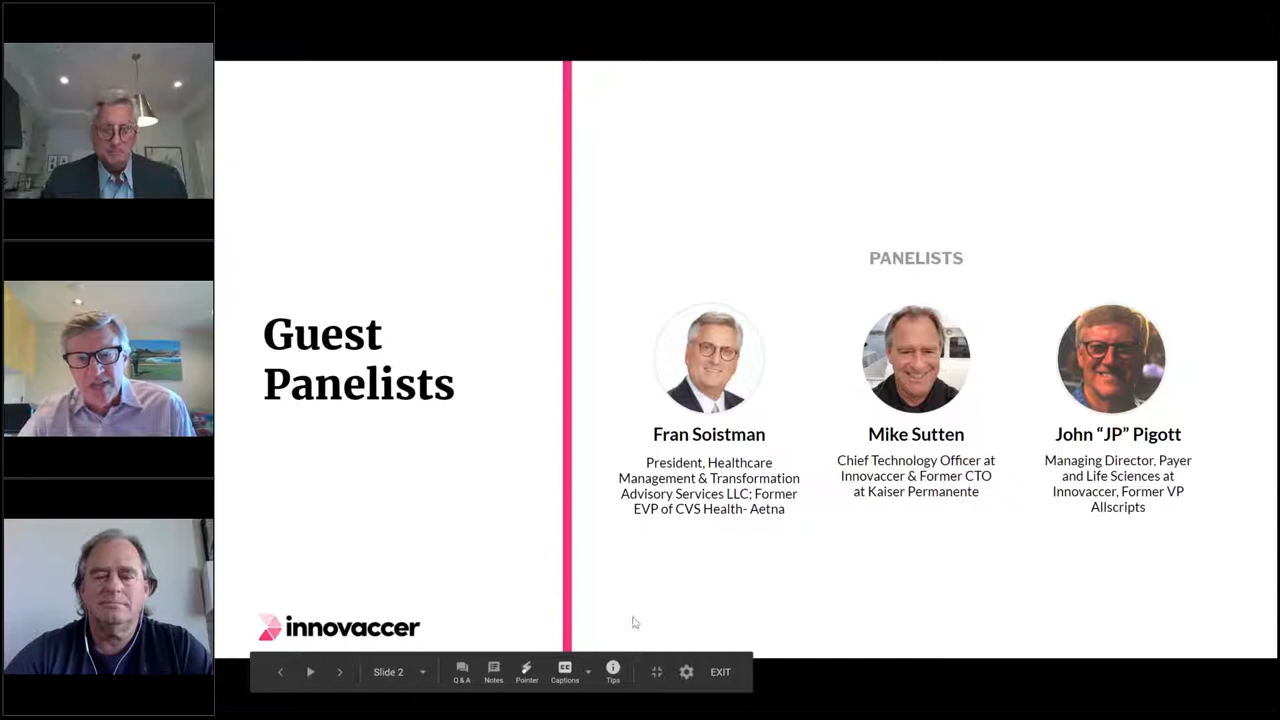 Guest
Panelists
PANELISTS
Fran Soistman
President, Healthcare
Management & Transformation
Advisory Services LLC; Former
EVP of CVS Health- Aetna
Mike Sutten
Chief Technology Officer at
Innovaccer & Former CTO
at Kaiser Permanente
John “JP” Pigott
Managing Director, Payer
and Life Sciences at
Innovaccer, Former VP
Allscripts
innovaccer
Slide 2
Q & A
Notes
Pointer
CC
Captions
Tips
EXIT